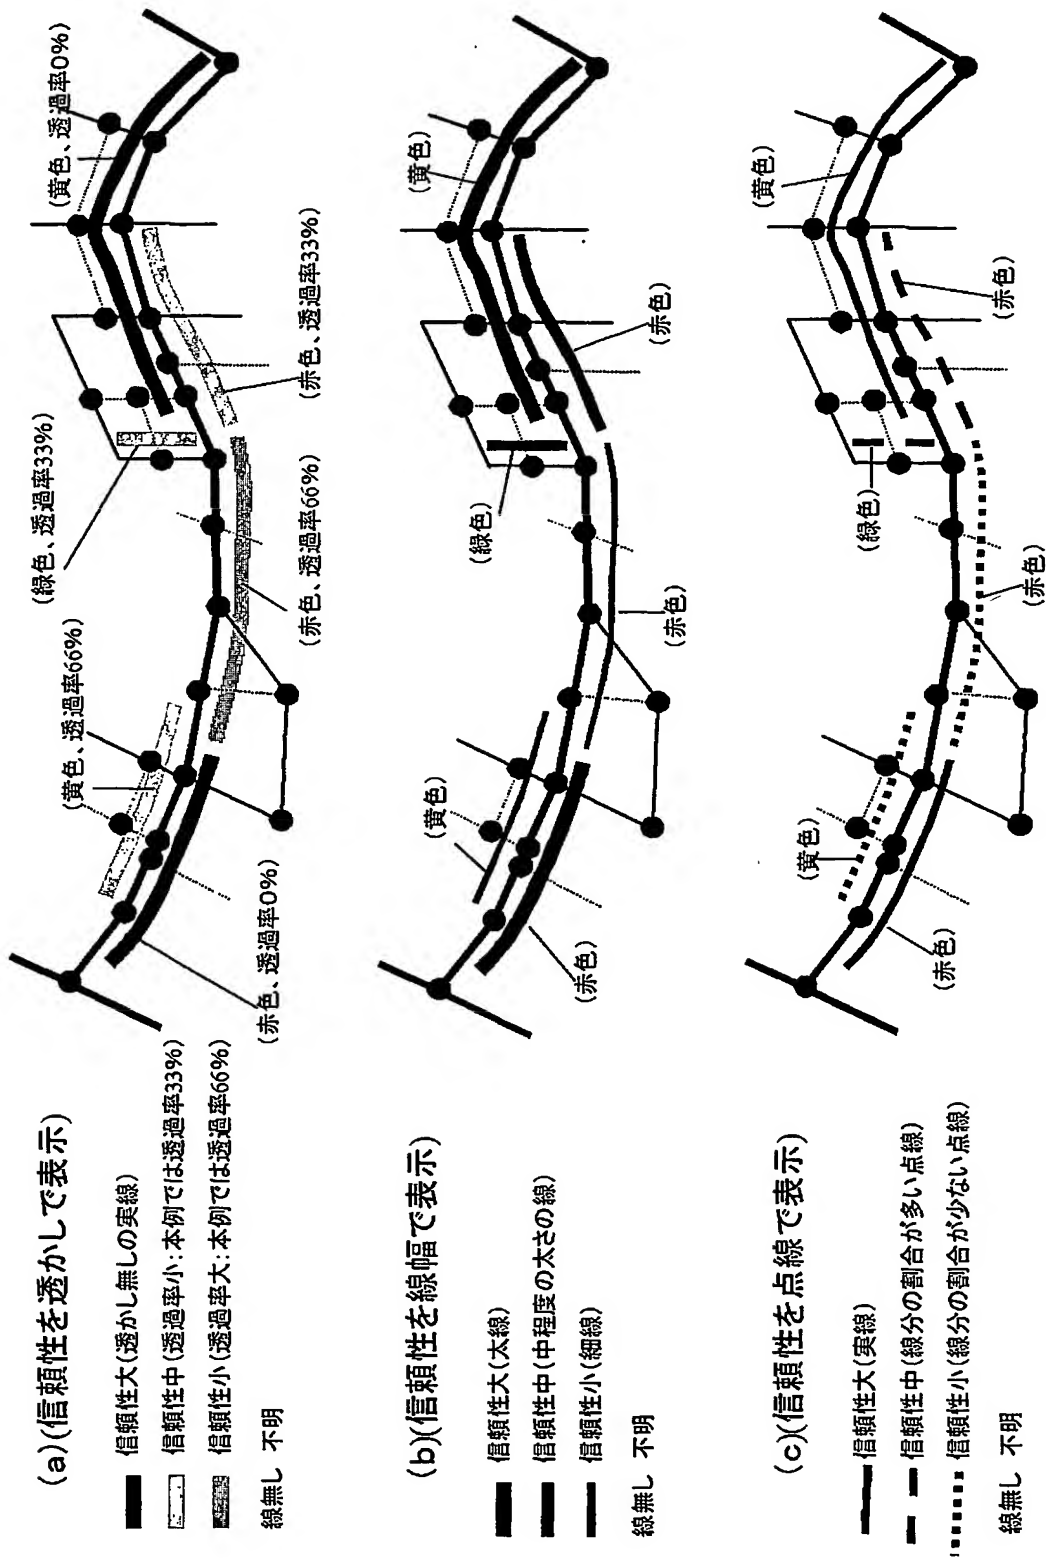 (a)(信頼性を透かしで表示)
信頼性大(透かし無しの実線)
信頼性中(透過率小:本例では透過率33%)
信頼性小(透過率大:本例では透過率66%)
線無し 不明
(赤色、透過率0%)
(黄色、透過率66%)
(赤色、透過率66%)
(緑色、透過率33%)
(赤色、透過率33%)
(黄色、透過率0%)
(b)(信頼性を線幅で表示)
信頼性大(太線)
信頼性中(中程度の太さの線)
信頼性小(細線)
線無し 不明
(赤色)
(黄色)
(赤色)
(緑色)
(赤色)
(黄色)
(c)(信頼性を点線で表示)
信頼性大(実線)
信頼性中(線分の割合が多い点線)
信頼性小(線分の割合が少ない点線)
線無し 不明
(赤色)
(黄色)
(赤色)
(緑色)
(赤色)
(黄色)